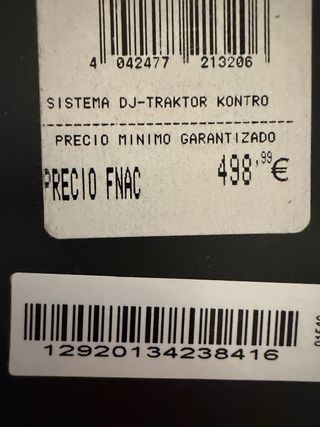 4 042477 213206
SISTEMA DJ-TRAKTOR KONTRO
PRECIO MINIMO GARANTIZADO
PRECIO FNAC 498,99€
12920134238416